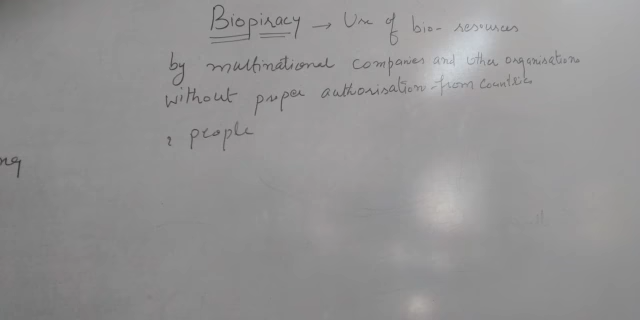 Biopiracy → Use of bio- resources
by multinational companies and other organisations
without proper authorisation from countries
& people